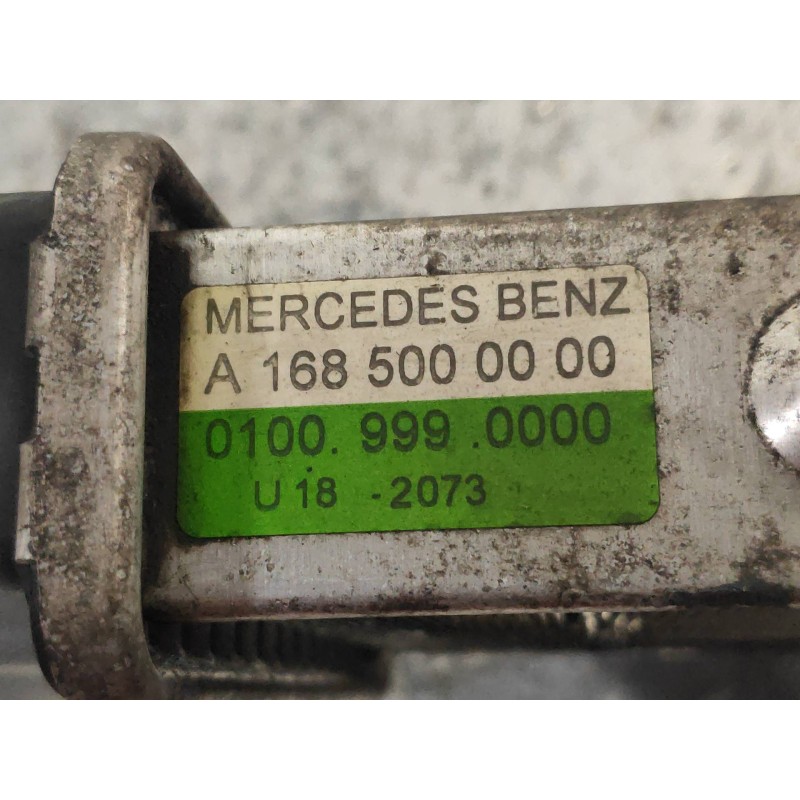 MERCEDES BENZ
A 168 500 00 00
0100. 999 .0000
U 18 - 2073